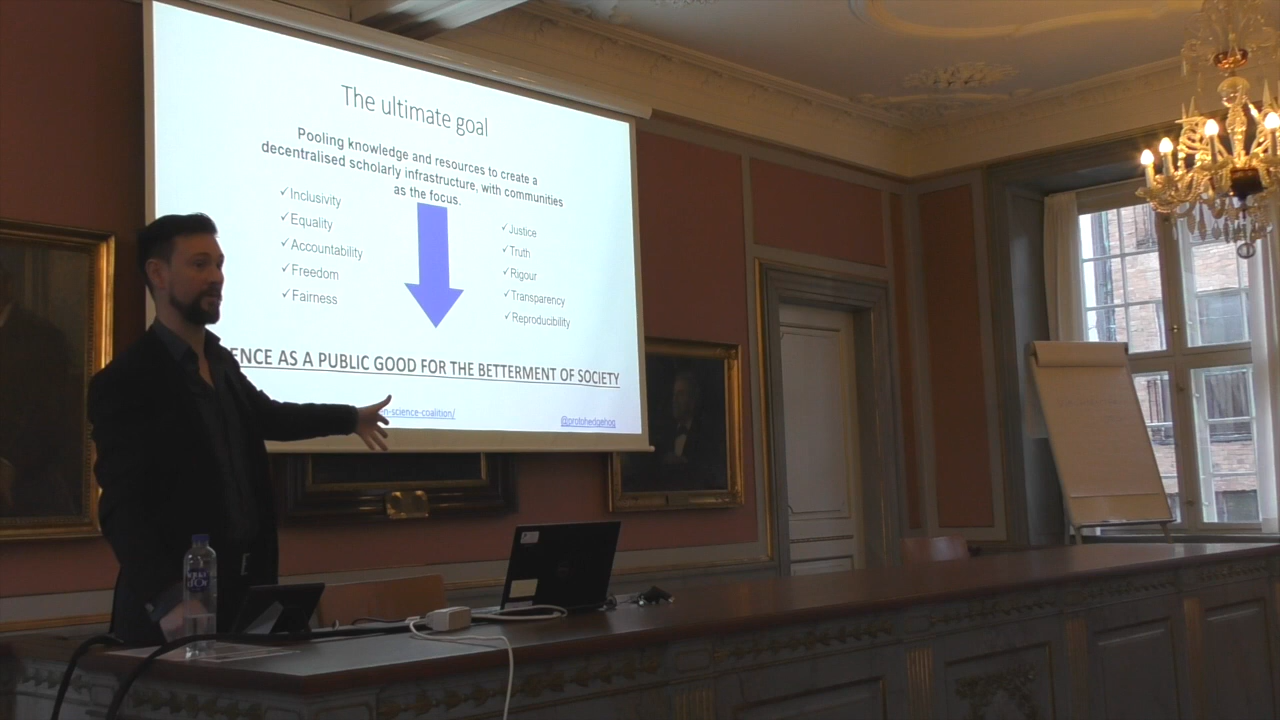 The ultimate goal
Pooling knowledge and resources to create a
decentralised scholarly infrastructure, with communities
as the focus.
✓Inclusivity
✓Equality
✓Accountability
✓Freedom
✓Fairness
✓Justice
✓Truth
✓Rigour
✓Transparency
✓Reproducibility
ENCE AS A PUBLIC GOOD FOR THE BETTERMENT OF SOCIETY
n-science-coalition/
@protohedgehog